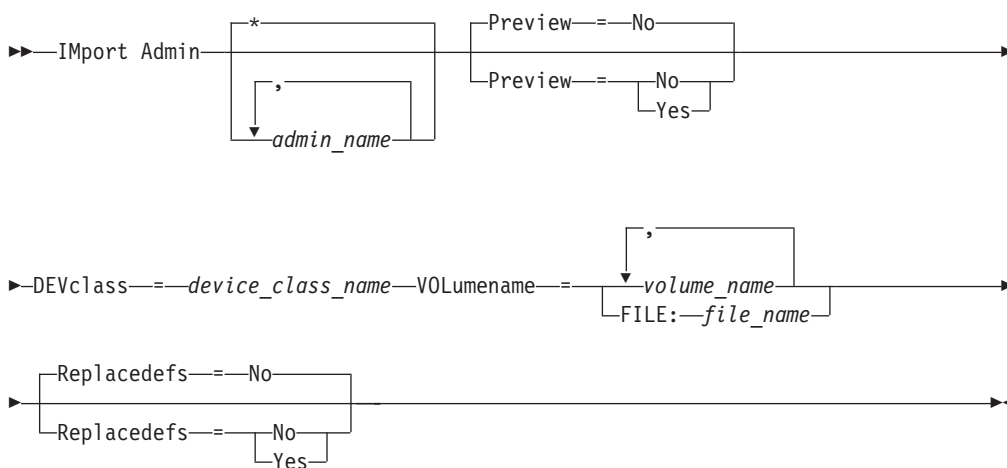 * Preview = No
IMport Admin
, Preview = No
Yes
admin_name
,
DEVclass = device_class_name VOLumename = volume_name
FILE: file_name
Replacedefs = No
Replacedefs = No
Yes